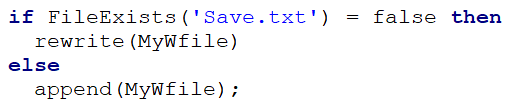 if FileExists('Save.txt') = false then
  rewrite(MyWfile)
else
  append(MyWfile);